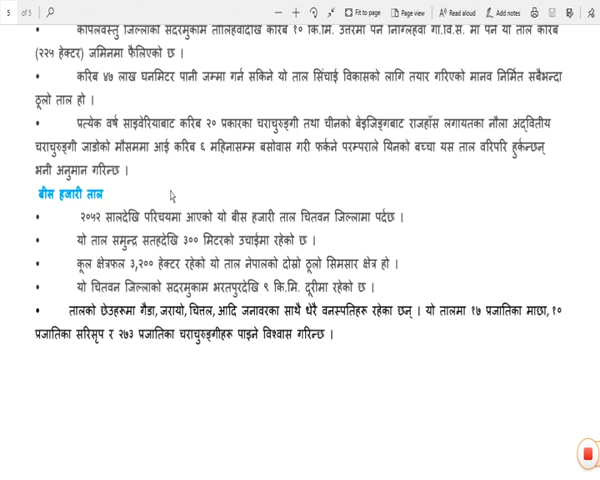 5 of 5 Fit to page Page view Read aloud Add notes
• कपिलवस्तु जिल्लाको सदरमुकाम तौलिहवादेखि करिब १० कि.मि. उत्तरमा पर्ने निग्लिहवा गा.वि.स. मा पर्ने यो ताल करिब
(२२५ हेक्टर) जमिनमा फैलिएको छ ।
• करिब ४७ लाख घनमिटर पानी जम्मा गर्न सकिने यो ताल सिंचाई विकासको लागि तयार गरिएको मानव निर्मित सबैभन्दा
ठूलो ताल हो ।
• प्रत्येक वर्ष साइवेरियाबाट करिब २० प्रकारका चराचुरुङ्गी तथा चीनको बेइजिङ्गबाट राजहाँस लगायतका नौला अद्वितीय
चराचुरुङ्गी जाडोको मौसममा आई करिब ६ महिनासम्म बसोवास गरी फर्कने परम्पराले यिनको बच्चा यस ताल वरिपरि हुर्कन्छन्
भनी अनुमान गरिन्छ ।
बीस हजारी ताल
• २०५२ सालदेखि परिचयमा आएको यो बीस हजारी ताल चितवन जिल्लामा पर्दछ ।
• यो ताल समुन्द्र सतहदेखि ३०० मिटरको उचाईमा रहेको छ ।
• कूल क्षेत्रफल ३,२०० हेक्टर रहेको यो ताल नेपालको दोस्रो ठूलो सिमसार क्षेत्र हो ।
• यो चितवन जिल्लाको सदरमुकाम भरतपुरदेखि ९ कि.मि. दूरीमा रहेको छ ।
• तालको छेउहरूमा गैंडा, जरायो, चितल, आदि जनावरका साथै धेरै वनस्पतिहरू रहेका छन् । यो तालमा १७ प्रजातिका माछा, १०
प्रजातिका सरिसृप र २७३ प्रजातिका चराचुरुङ्गीहरू पाइने विश्वास गरिन्छ ।